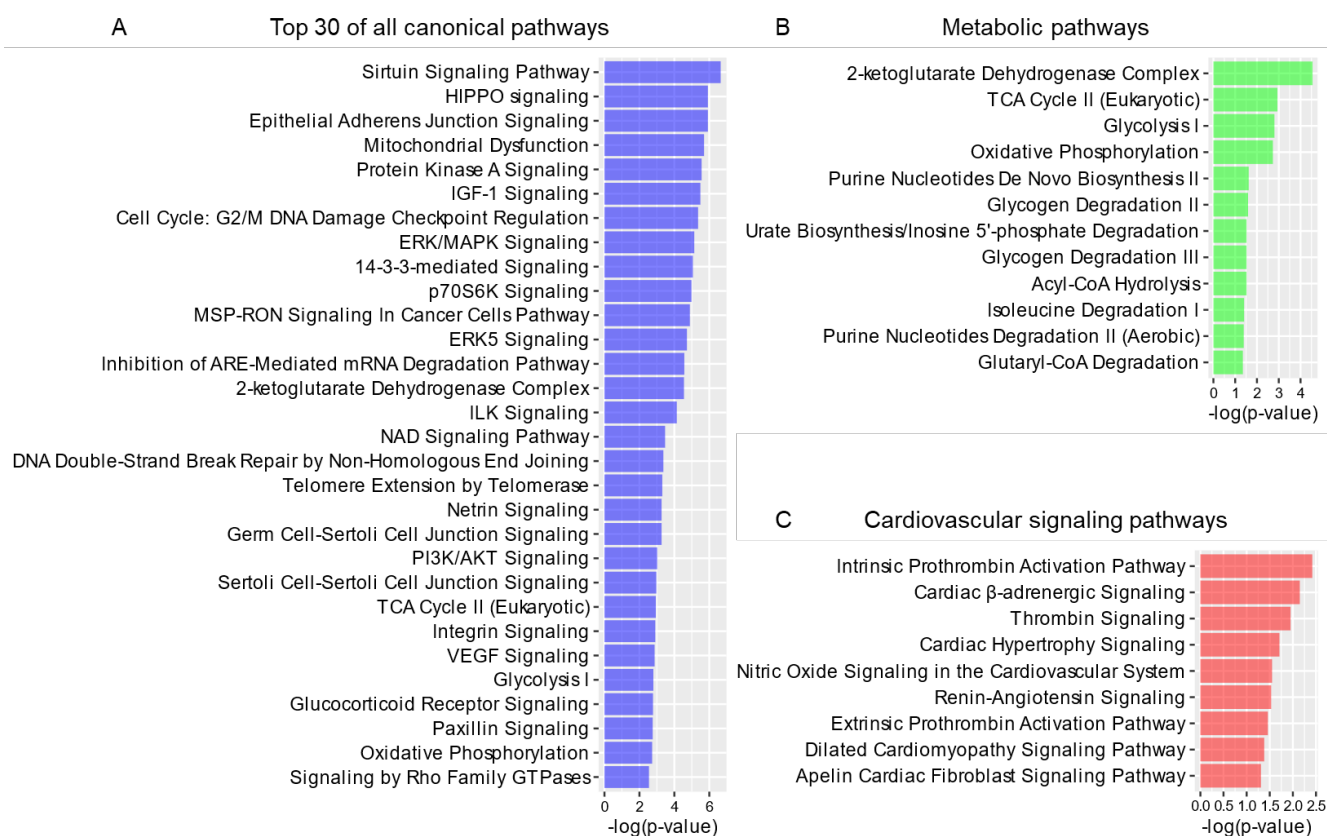 A Top 30 of all canonical pathways
Sirtuin Signaling Pathway
HIPPO signaling
Epithelial Adherens Junction Signaling
Mitochondrial Dysfunction
Protein Kinase A Signaling
IGF-1 Signaling
Cell Cycle: G2/M DNA Damage Checkpoint Regulation
ERK/MAPK Signaling
14-3-3-mediated Signaling
p70S6K Signaling
MSP-RON Signaling In Cancer Cells Pathway
ERK5 Signaling
Inhibition of ARE-Mediated mRNA Degradation Pathway
2-ketoglutarate Dehydrogenase Complex
ILK Signaling
NAD Signaling Pathway
DNA Double-Strand Break Repair by Non-Homologous End Joining
Telomere Extension by Telomerase
Netrin Signaling
Germ Cell-Sertoli Cell Junction Signaling
PI3K/AKT Signaling
Sertoli Cell-Sertoli Cell Junction Signaling
TCA Cycle II (Eukaryotic)
Integrin Signaling
VEGF Signaling
Glycolysis I
Glucocorticoid Receptor Signaling
Paxillin Signaling
Oxidative Phosphorylation
Signaling by Rho Family GTPases
0 2 4 6
-log(p-value)
B Metabolic pathways
2-ketoglutarate Dehydrogenase Complex
TCA Cycle II (Eukaryotic)
Glycolysis I
Oxidative Phosphorylation
Purine Nucleotides De Novo Biosynthesis II
Glycogen Degradation II
Urate Biosynthesis/Inosine 5'-phosphate Degradation
Glycogen Degradation III
Acyl-CoA Hydrolysis
Isoleucine Degradation I
Purine Nucleotides Degradation II (Aerobic)
Glutaryl-CoA Degradation
0 1 2 3 4
-log(p-value)
C Cardiovascular signaling pathways
Intrinsic Prothrombin Activation Pathway
Cardiac β-adrenergic Signaling
Thrombin Signaling
Cardiac Hypertrophy Signaling
Nitric Oxide Signaling in the Cardiovascular System
Renin-Angiotensin Signaling
Extrinsic Prothrombin Activation Pathway
Dilated Cardiomyopathy Signaling Pathway
Apelin Cardiac Fibroblast Signaling Pathway
0.0 0.5 1.0 1.5 2.0 2.5
-log(p-value)